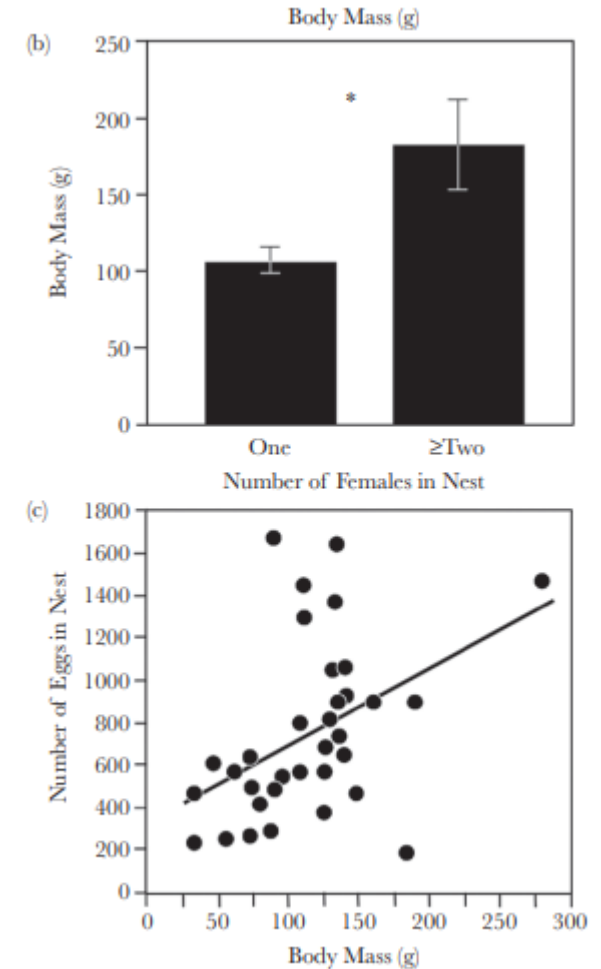 Body Mass (g)
(b)
250
200
150
100
50
0
Body Mass (g)
*
One ≥Two
Number of Females in Nest
(c)
1800
1600
1400
1200
1000
800
600
400
200
0
Number of Eggs in Nest
0 50 100 150 200 250 300
Body Mass (g)